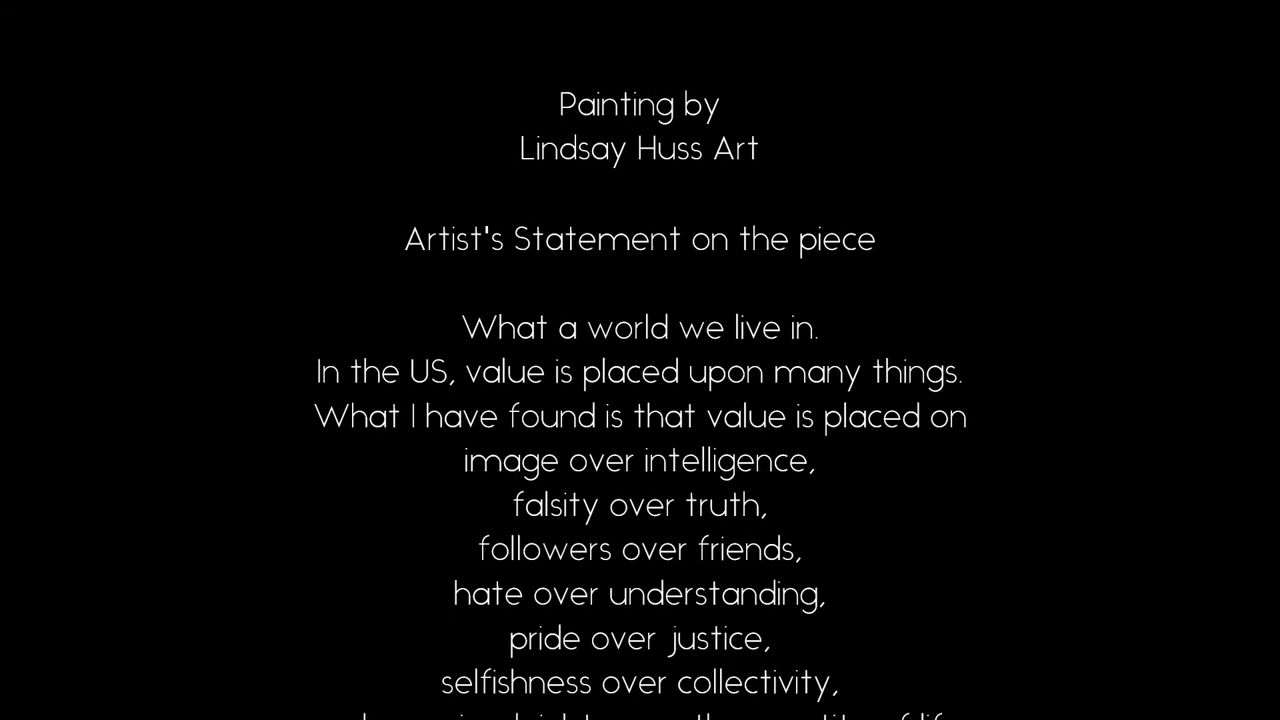 Painting by
Lindsay Huss Art
Artist's Statement on the piece
What a world we live in.
In the US, value is placed upon many things.
What I have found is that value is placed on
image over intelligence,
falsity over truth,
followers over friends,
hate over understanding,
pride over justice,
selfishness over collectivity,